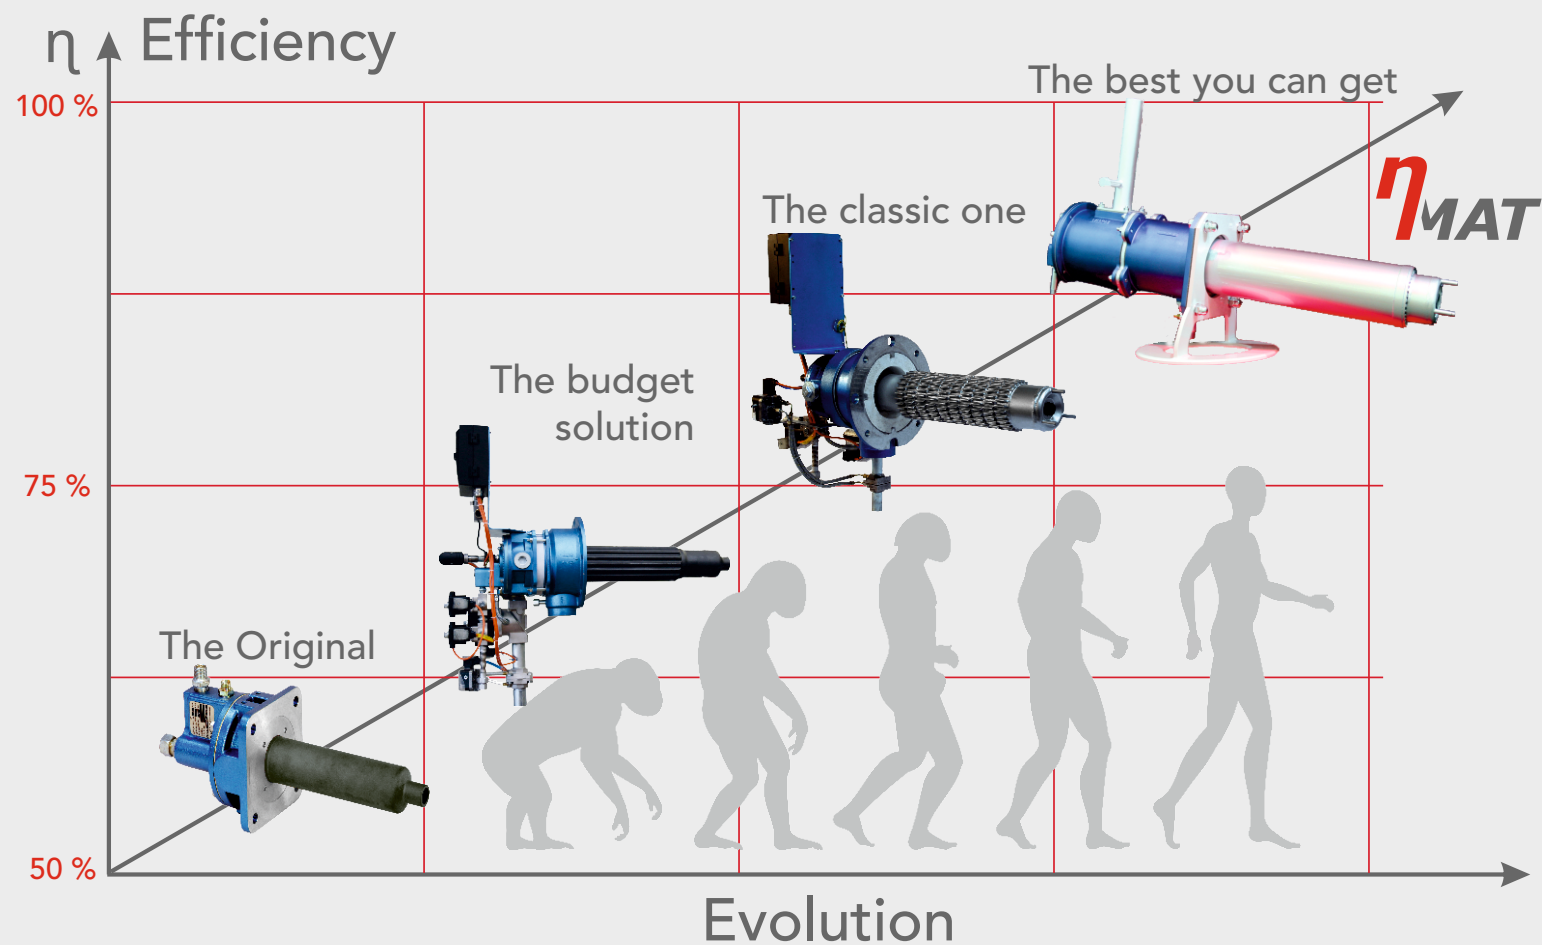 η Efficiency
100 %
The best you can get
ηMAT
The classic one
The budget
solution
75 %
The Original
50 %
Evolution